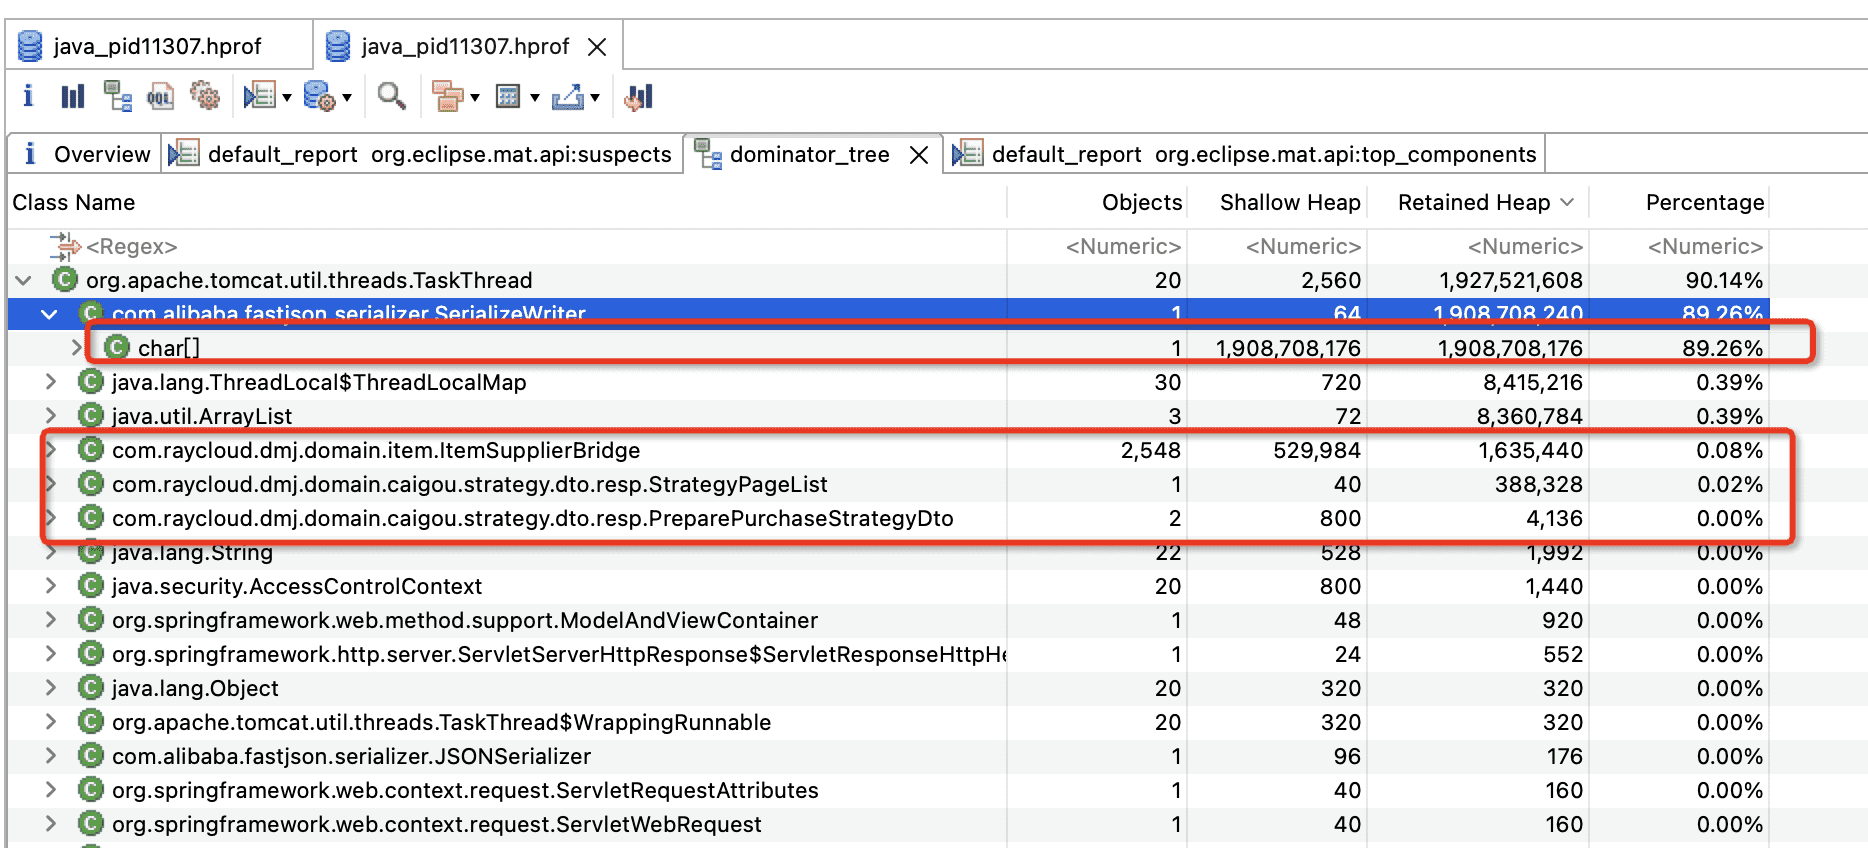 java_pid11307.hprof java_pid11307.hprof
i OQL
i Overview default_report org.eclipse.mat.api:suspects dominator_tree default_report org.eclipse.mat.api:top_components
Class Name Objects Shallow Heap Retained Heap Percentage
<Regex> <Numeric> <Numeric> <Numeric> <Numeric>
C org.apache.tomcat.util.threads.TaskThread 20 2,560 1,927,521,608 90.14%
C com.alibaba.fastjson.serializer.SerializeWriter 1 64 1,908,708,240 89.26%
C char[] 1 1,908,708,176 1,908,708,176 89.26%
C java.lang.ThreadLocal$ThreadLocalMap 30 720 8,415,216 0.39%
C java.util.ArrayList 3 72 8,360,784 0.39%
C com.raycloud.dmj.domain.item.ItemSupplierBridge 2,548 529,984 1,635,440 0.08%
C com.raycloud.dmj.domain.caigou.strategy.dto.resp.StrategyPageList 1 40 388,328 0.02%
C com.raycloud.dmj.domain.caigou.strategy.dto.resp.PreparePurchaseStrategyDto 2 800 4,136 0.00%
C java.lang.String 22 528 1,992 0.00%
C java.security.AccessControlContext 20 800 1,440 0.00%
C org.springframework.web.method.support.ModelAndViewContainer 1 48 920 0.00%
C org.springframework.http.server.ServletServerHttpResponse$ServletResponseHttpHe 1 24 552 0.00%
C java.lang.Object 20 320 320 0.00%
C org.apache.tomcat.util.threads.TaskThread$WrappingRunnable 20 320 320 0.00%
C com.alibaba.fastjson.serializer.JSONSerializer 1 96 176 0.00%
C org.springframework.web.context.request.ServletRequestAttributes 1 40 160 0.00%
C org.springframework.web.context.request.ServletWebRequest 1 40 160 0.00%